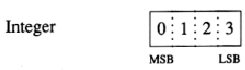 Integer 0 1 2 3
MSB LSB